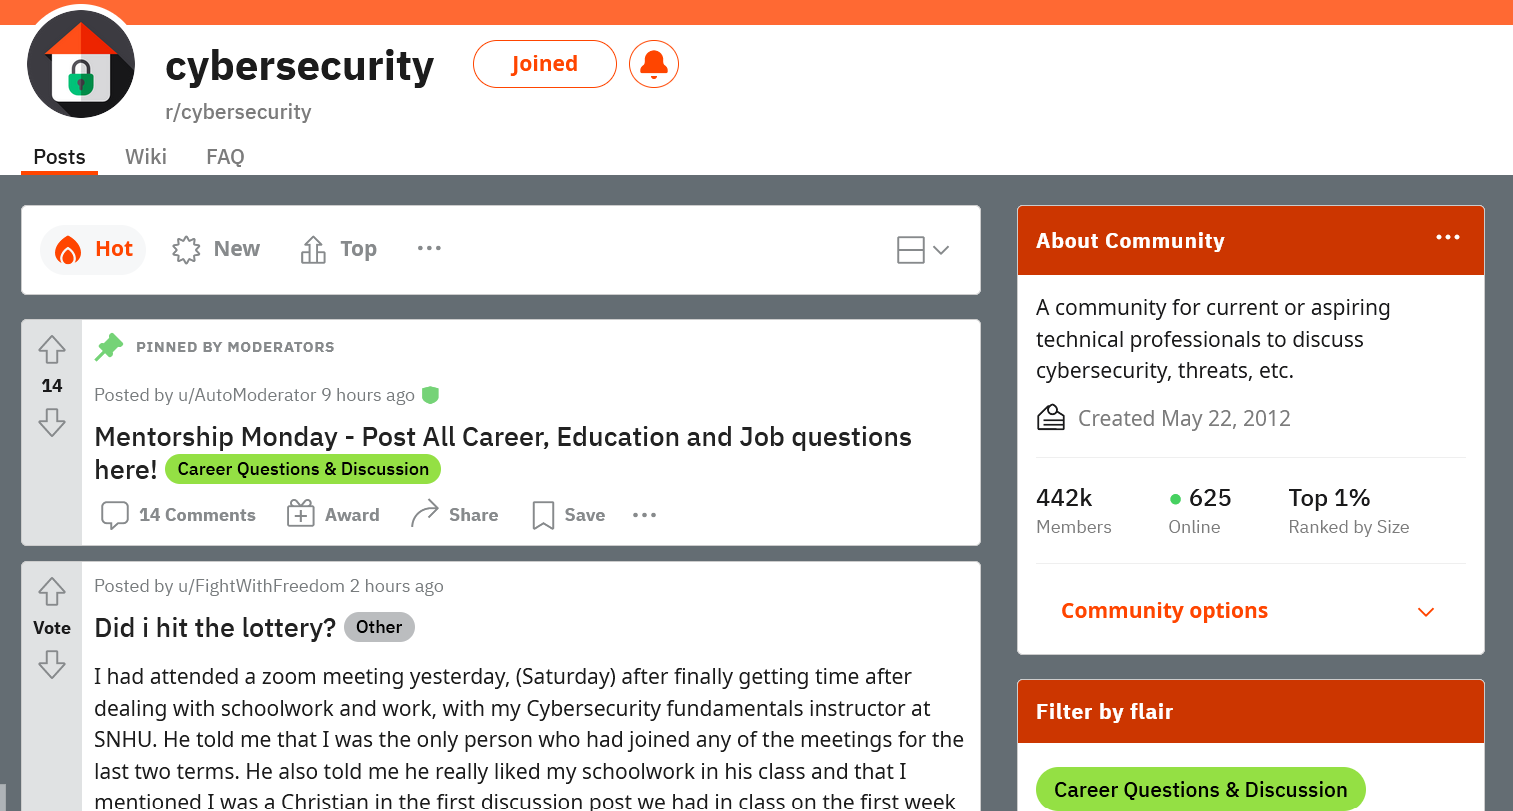 cybersecurity
Joined
r/cybersecurity
Posts Wiki FAQ
Hot New Top
PINNED BY MODERATORS
14
Posted by u/AutoModerator 9 hours ago
Mentorship Monday - Post All Career, Education and Job questions
here! Career Questions & Discussion
14 Comments Award Share Save
Posted by u/FightWithFreedom 2 hours ago
Vote
Did i hit the lottery? Other
I had attended a zoom meeting yesterday, (Saturday) after finally getting time after
dealing with schoolwork and work, with my Cybersecurity fundamentals instructor at
SNHU. He told me that I was the only person who had joined any of the meetings for the
last two terms. He also told me he really liked my schoolwork in his class and that I
mentioned I was a Christian in the first discussion post we had in class on the first week
About Community
A community for current or aspiring
technical professionals to discuss
cybersecurity, threats, etc.
Created May 22, 2012
442k 625 Top 1%
Members Online Ranked by Size
Community options
Filter by flair
Career Questions & Discussion